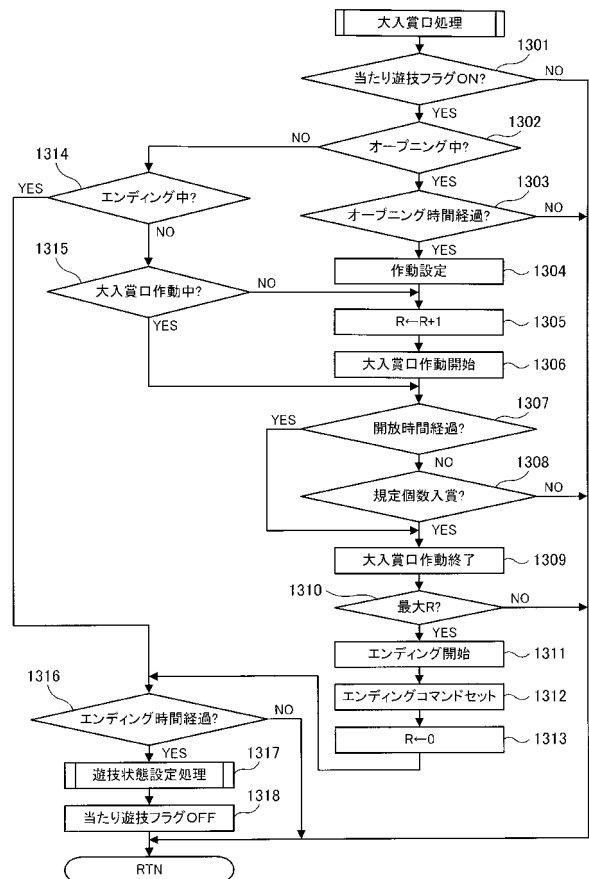 大入賞口処理
1301
当たり遊技フラグON?
NO
YES
1302
オープニング中?
NO
YES
1314
エンディング中?
YES
NO
1303
オープニング時間経過?
NO
YES
作動設定
1304
1315
大入賞口作動中?
NO
YES
R←R+1
1305
大入賞口作動開始
1306
1307
開放時間経過?
YES
NO
1308
規定個数入賞?
NO
YES
大入賞口作動終了
1309
1310
最大R?
NO
YES
エンディング開始
1311
エンディングコマンドセット
1312
R←0
1313
1316
エンディング時間経過?
NO
YES
遊技状態設定処理
1317
当たり遊技フラグOFF
1318
RTN